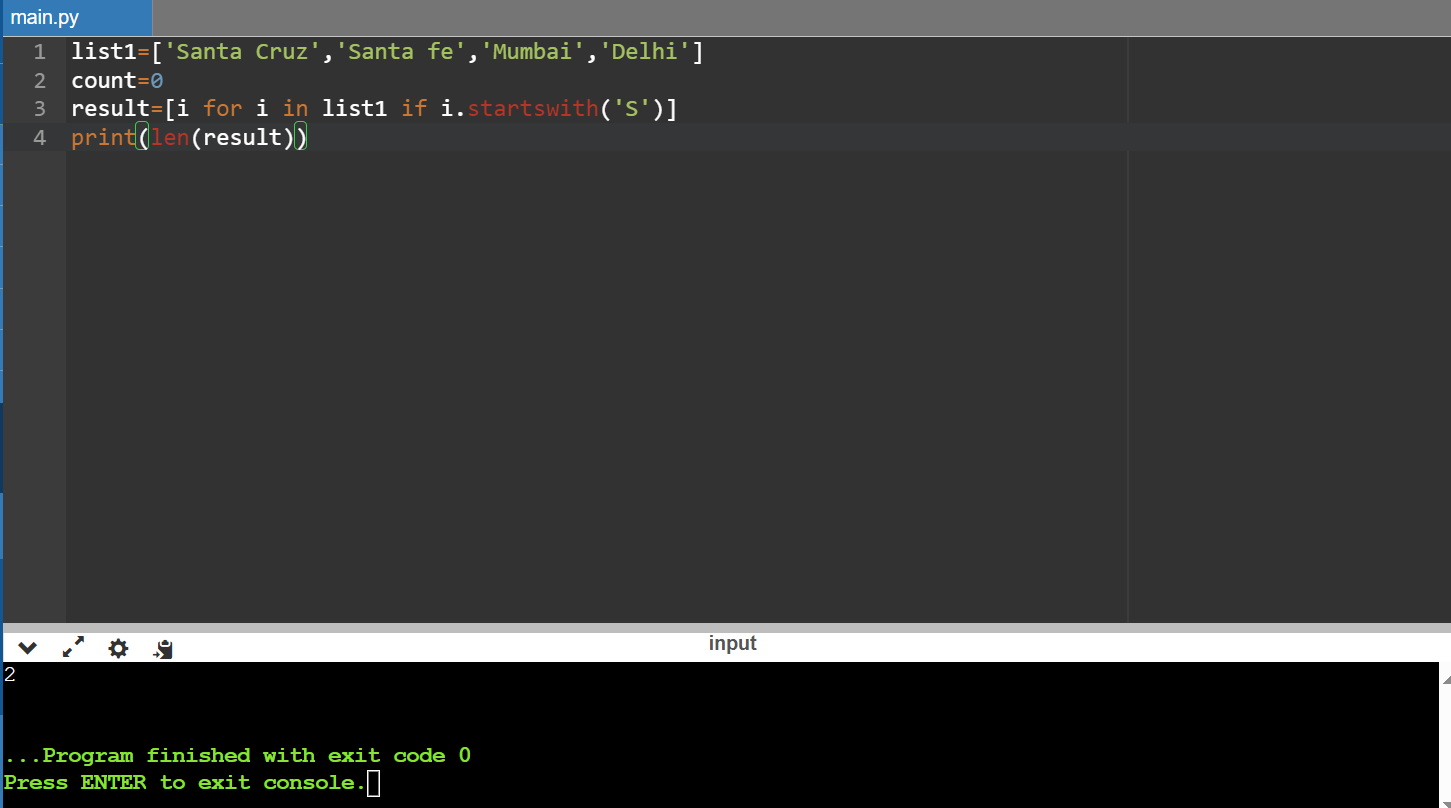 main.py
1 list1=['Santa Cruz','Santa fe','Mumbai','Delhi']
2 count=0
3 result=[i for i in list1 if i.startswith('S')]
4 print(len(result))
input
2
...Program finished with exit code 0
Press ENTER to exit console.